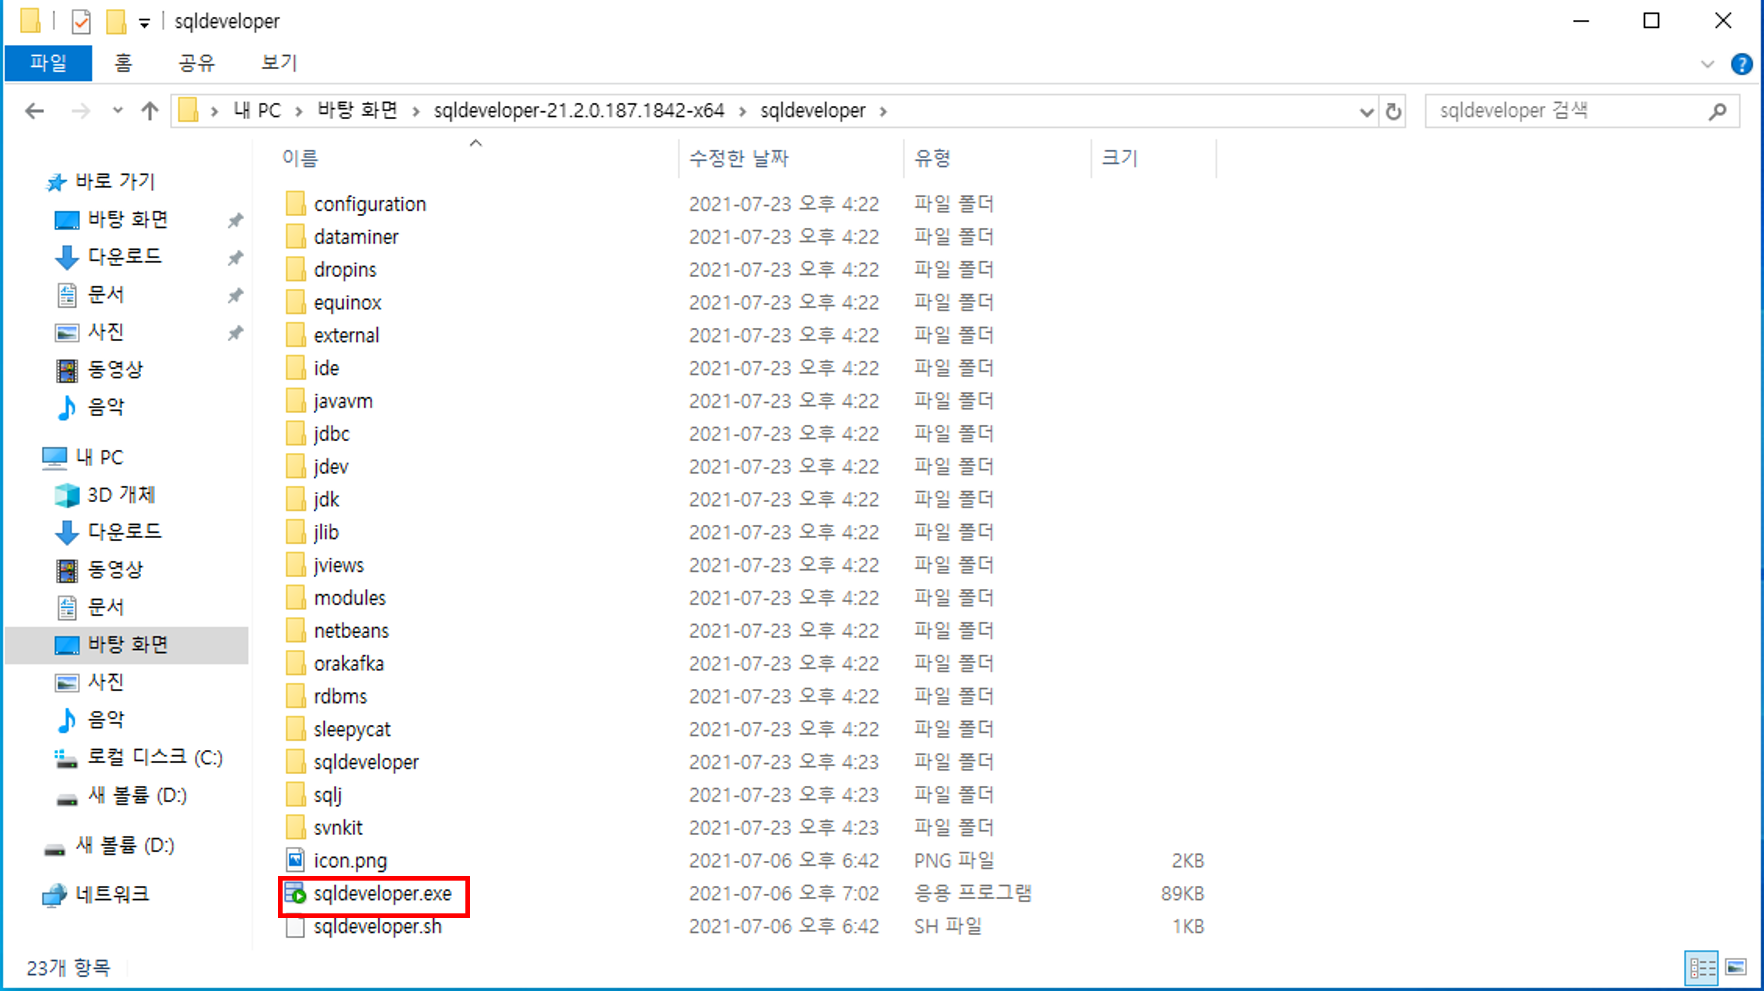 sqldeveloper
파일 홈 공유 보기
내 PC 바탕 화면 sqldeveloper-21.2.0.187.1842-x64 sqldeveloper
sqldeveloper 검색
바로 가기
바탕 화면
다운로드
문서
사진
동영상
음악
내 PC
3D 개체
다운로드
동영상
문서
바탕 화면
사진
음악
로컬 디스크 (C:)
새 볼륨 (D:)
새 볼륨 (D:)
네트워크
이름 수정한 날짜 유형 크기
configuration 2021-07-23 오후 4:22 파일 폴더
dataminer 2021-07-23 오후 4:22 파일 폴더
dropins 2021-07-23 오후 4:22 파일 폴더
equinox 2021-07-23 오후 4:22 파일 폴더
external 2021-07-23 오후 4:22 파일 폴더
ide 2021-07-23 오후 4:22 파일 폴더
javavm 2021-07-23 오후 4:22 파일 폴더
jdbc 2021-07-23 오후 4:22 파일 폴더
jdev 2021-07-23 오후 4:22 파일 폴더
jdk 2021-07-23 오후 4:22 파일 폴더
jlib 2021-07-23 오후 4:22 파일 폴더
jviews 2021-07-23 오후 4:22 파일 폴더
modules 2021-07-23 오후 4:22 파일 폴더
netbeans 2021-07-23 오후 4:22 파일 폴더
orakafka 2021-07-23 오후 4:22 파일 폴더
rdbms 2021-07-23 오후 4:22 파일 폴더
sleepycat 2021-07-23 오후 4:22 파일 폴더
sqldeveloper 2021-07-23 오후 4:23 파일 폴더
sqlj 2021-07-23 오후 4:23 파일 폴더
svnkit 2021-07-23 오후 4:23 파일 폴더
icon.png 2021-07-06 오후 6:42 PNG 파일 2KB
sqldeveloper.exe 2021-07-06 오후 7:02 응용 프로그램 89KB
sqldeveloper.sh 2021-07-06 오후 6:42 SH 파일 1KB
23개 항목